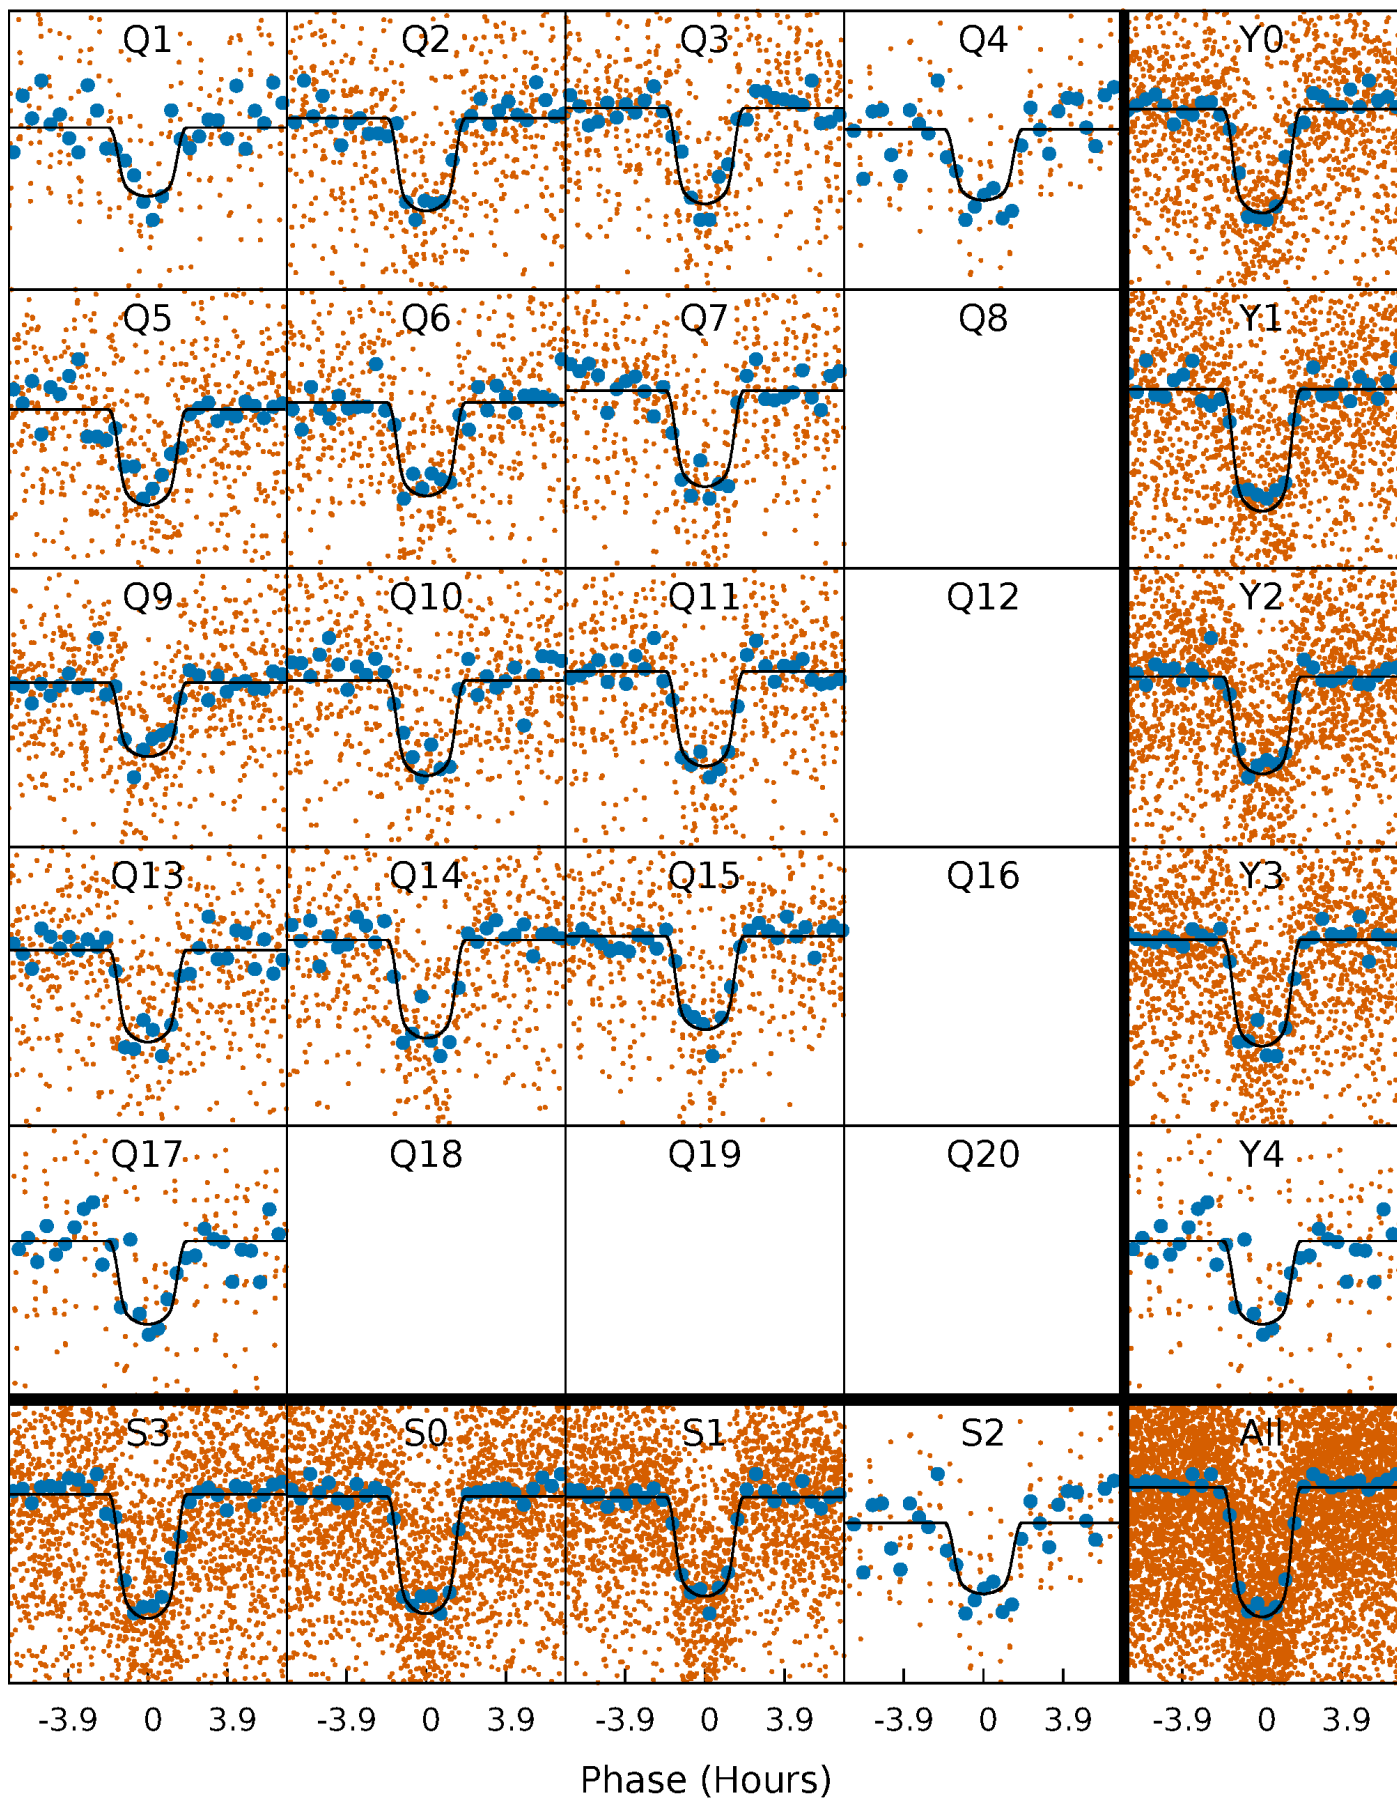 Q1 Q2 Q3 Q4 Y0
Q5 Q6 Q7 Q8 Y1
Q9 Q10 Q11 Q12 Y2
Q13 Q14 Q15 Q16 Y3
Q17 Q18 Q19 Q20 Y4
S3 S0 S1 S2 All
-3.9 0 3.9 -3.9 0 3.9 -3.9 0 3.9 -3.9 0 3.9 -3.9 0 3.9
Phase (Hours)